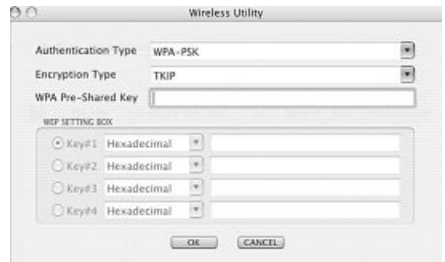 Wireless Utility
Authentication Type WPA-PSK
Encryption Type TKIP
WPA Pre-Shared Key
WEP SETTING BOX
Key#1 Hexadecimal
Key#2 Hexadecimal
Key#3 Hexadecimal
Key#4 Hexadecimal
OK CANCEL